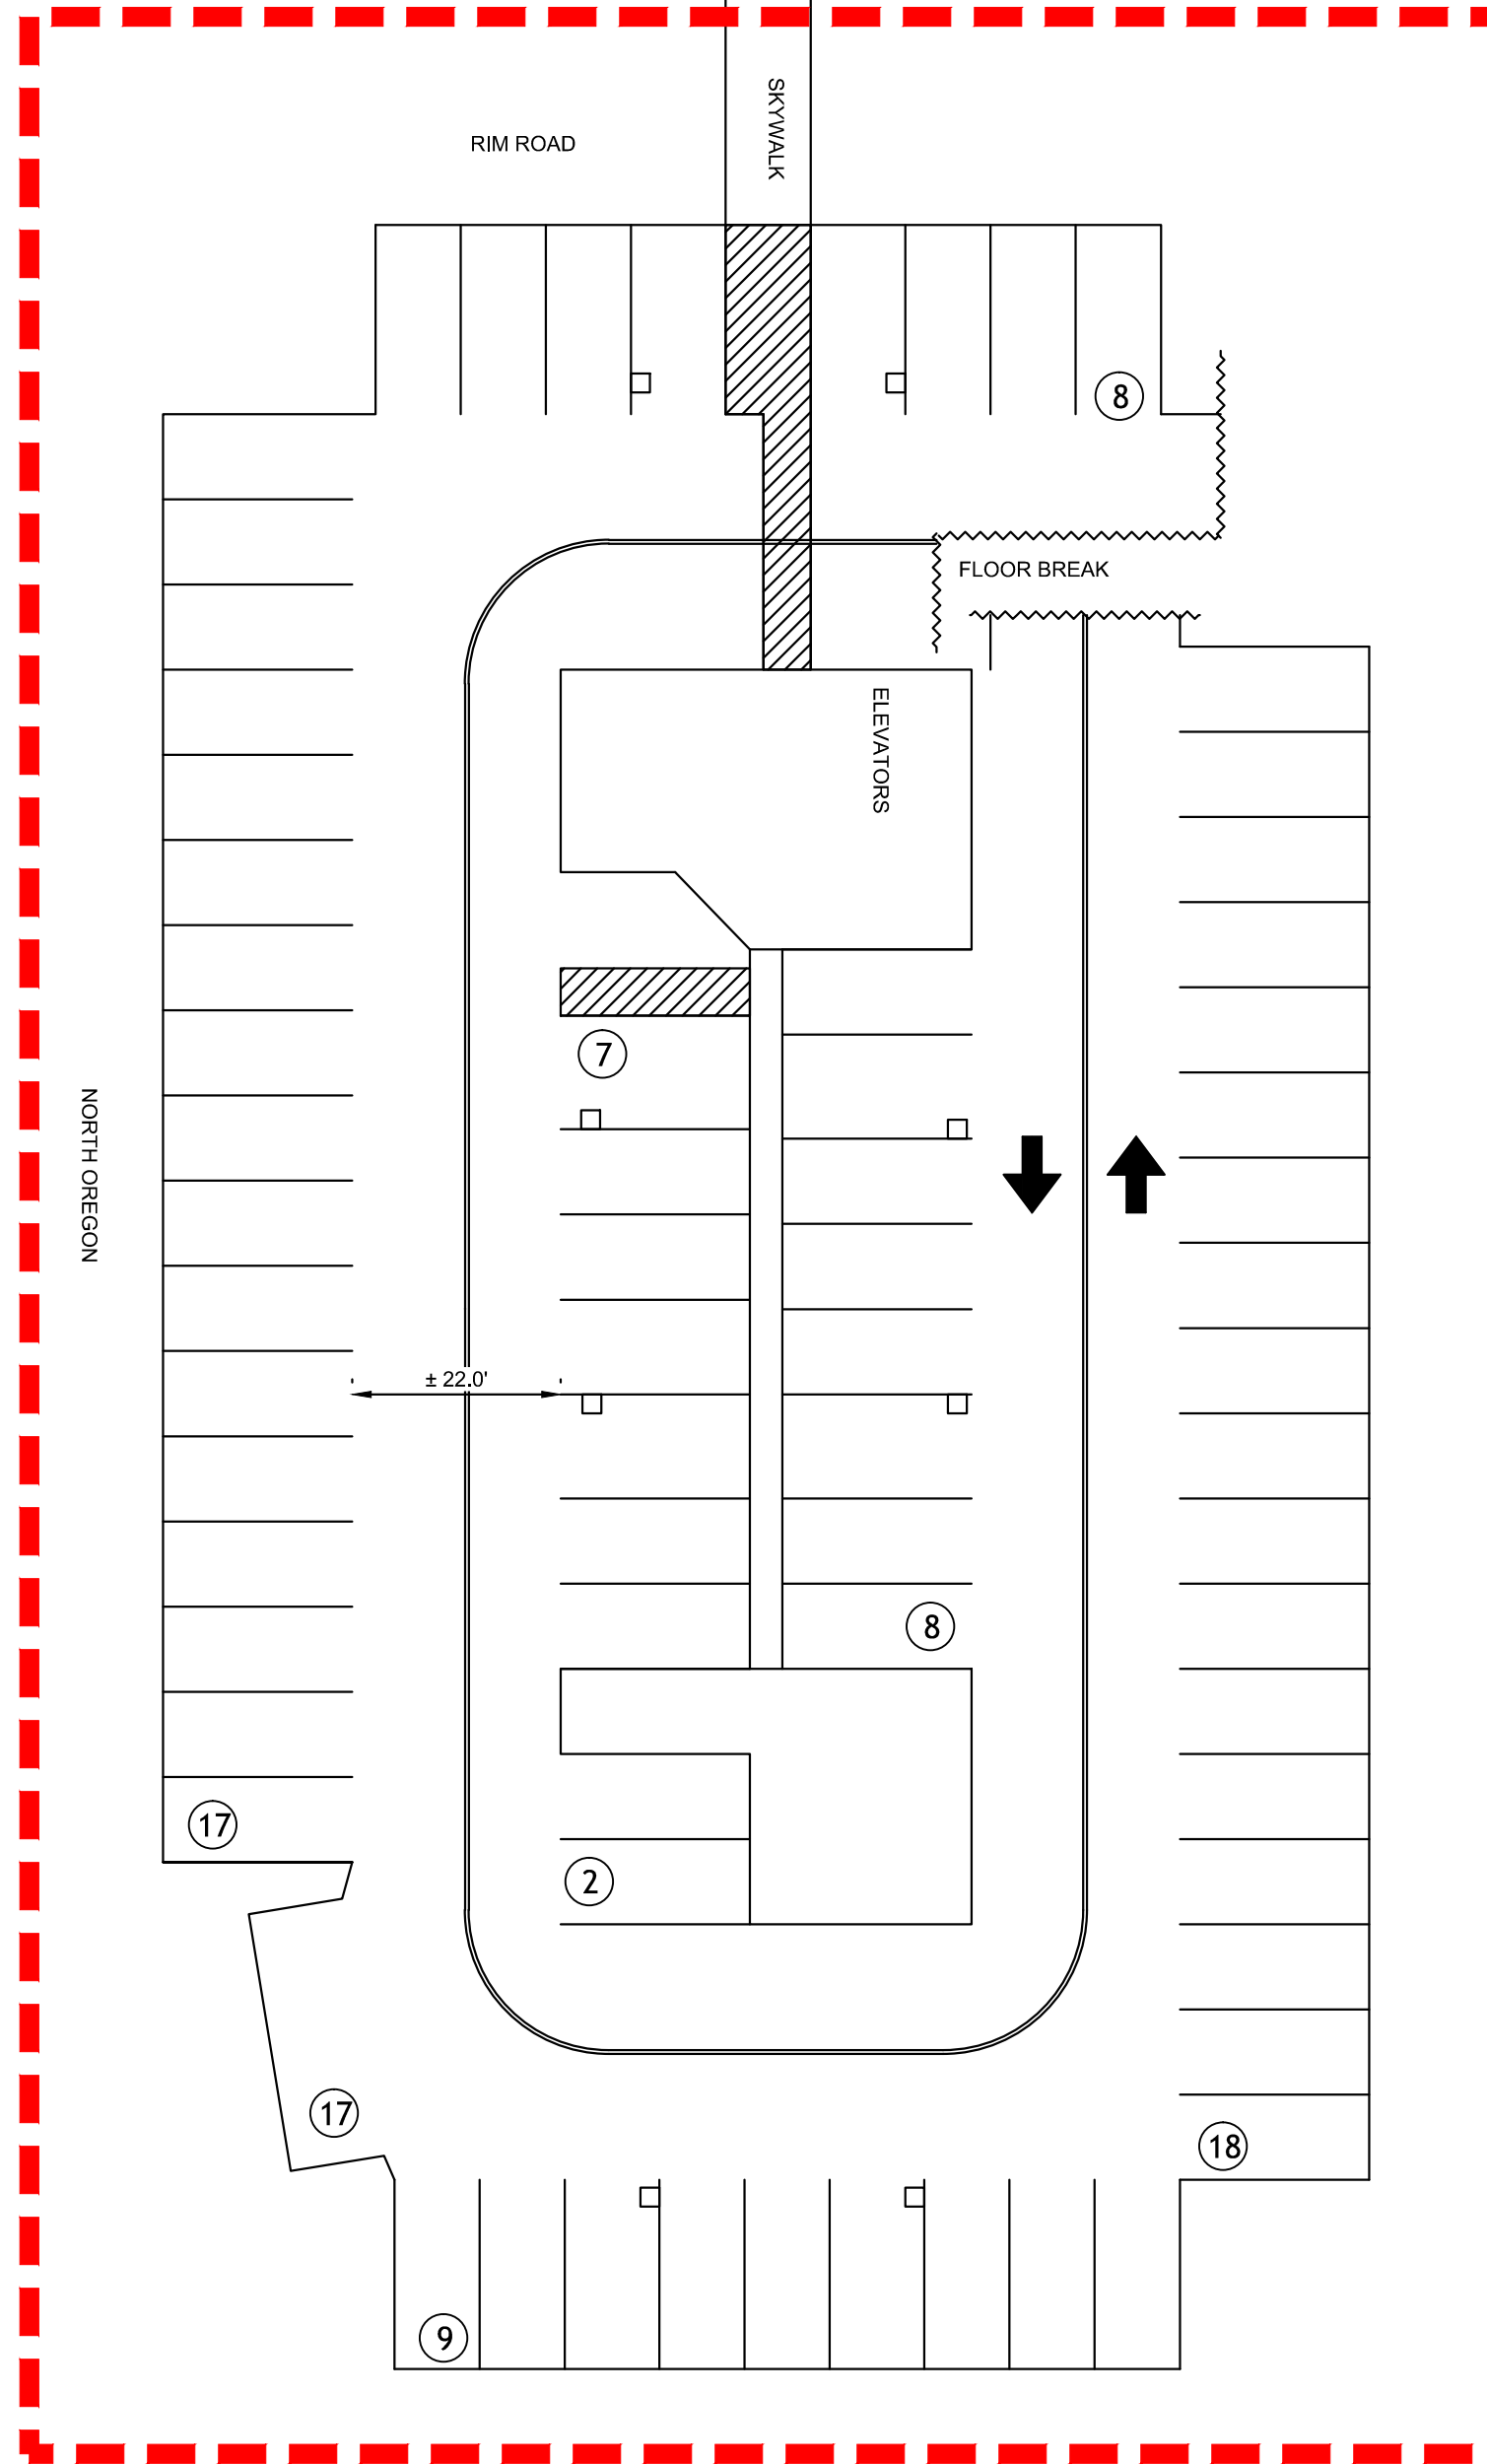 SKYWALK
RIM ROAD
8
FLOOR BREAK
ELEVATORS
7
NORTH OREGON
± 22.0'
8
17
2
17
18
9